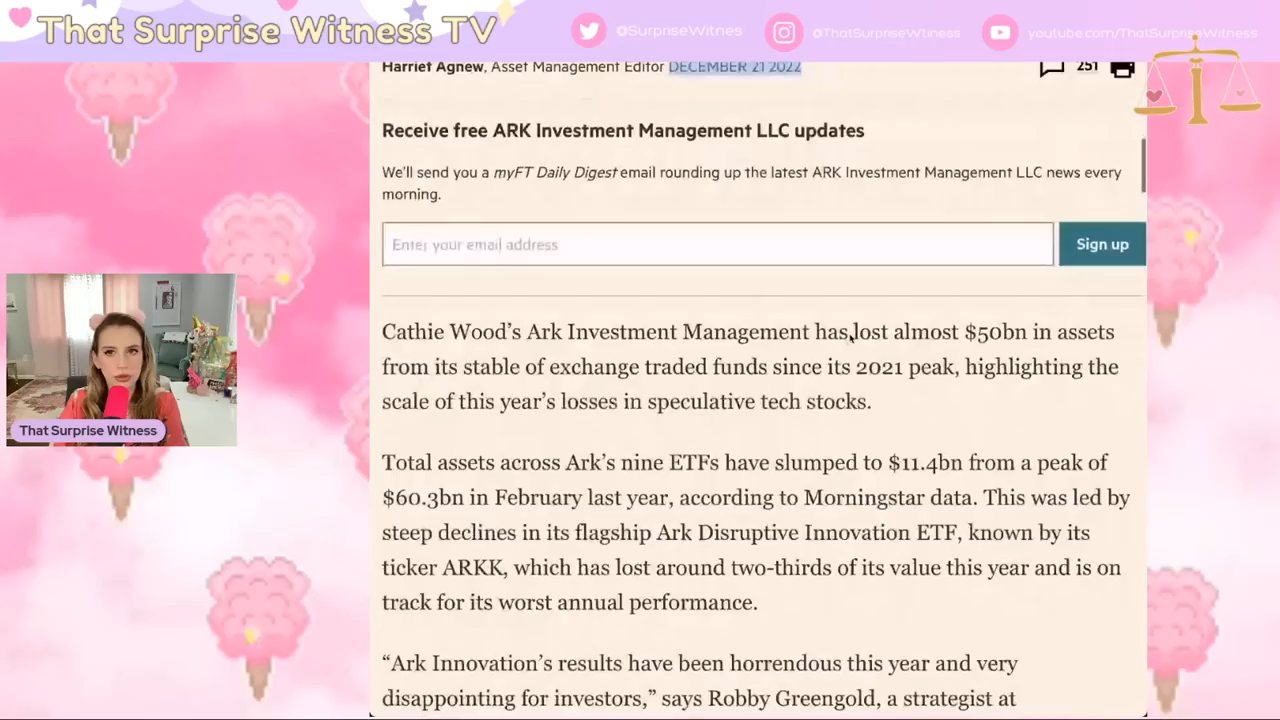 That Surprise Witness TV
@SurpriseWitnes
@ThatSurpriseWtiness
youtube.com/ThatSurpriseWitness
Harriet Agnew, Asset Management Editor DECEMBER 21 2022
251
Receive free ARK Investment Management LLC updates
We'll send you a myFT Daily Digest email rounding up the latest ARK Investment Management LLC news every
morning.
Enter your email address
Sign up
Cathie Wood's Ark Investment Management has lost almost $50bn in assets
from its stable of exchange traded funds since its 2021 peak, highlighting the
scale of this year's losses in speculative tech stocks.
Total assets across Ark's nine ETFs have slumped to $11.4bn from a peak of
$60.3bn in February last year, according to Morningstar data. This was led by
steep declines in its flagship Ark Disruptive Innovation ETF, known by its
ticker ARKK, which has lost around two-thirds of its value this year and is on
track for its worst annual performance.
“Ark Innovation's results have been horrendous this year and very
disappointing for investors,” says Robby Greengold, a strategist at
That Surprise Witness